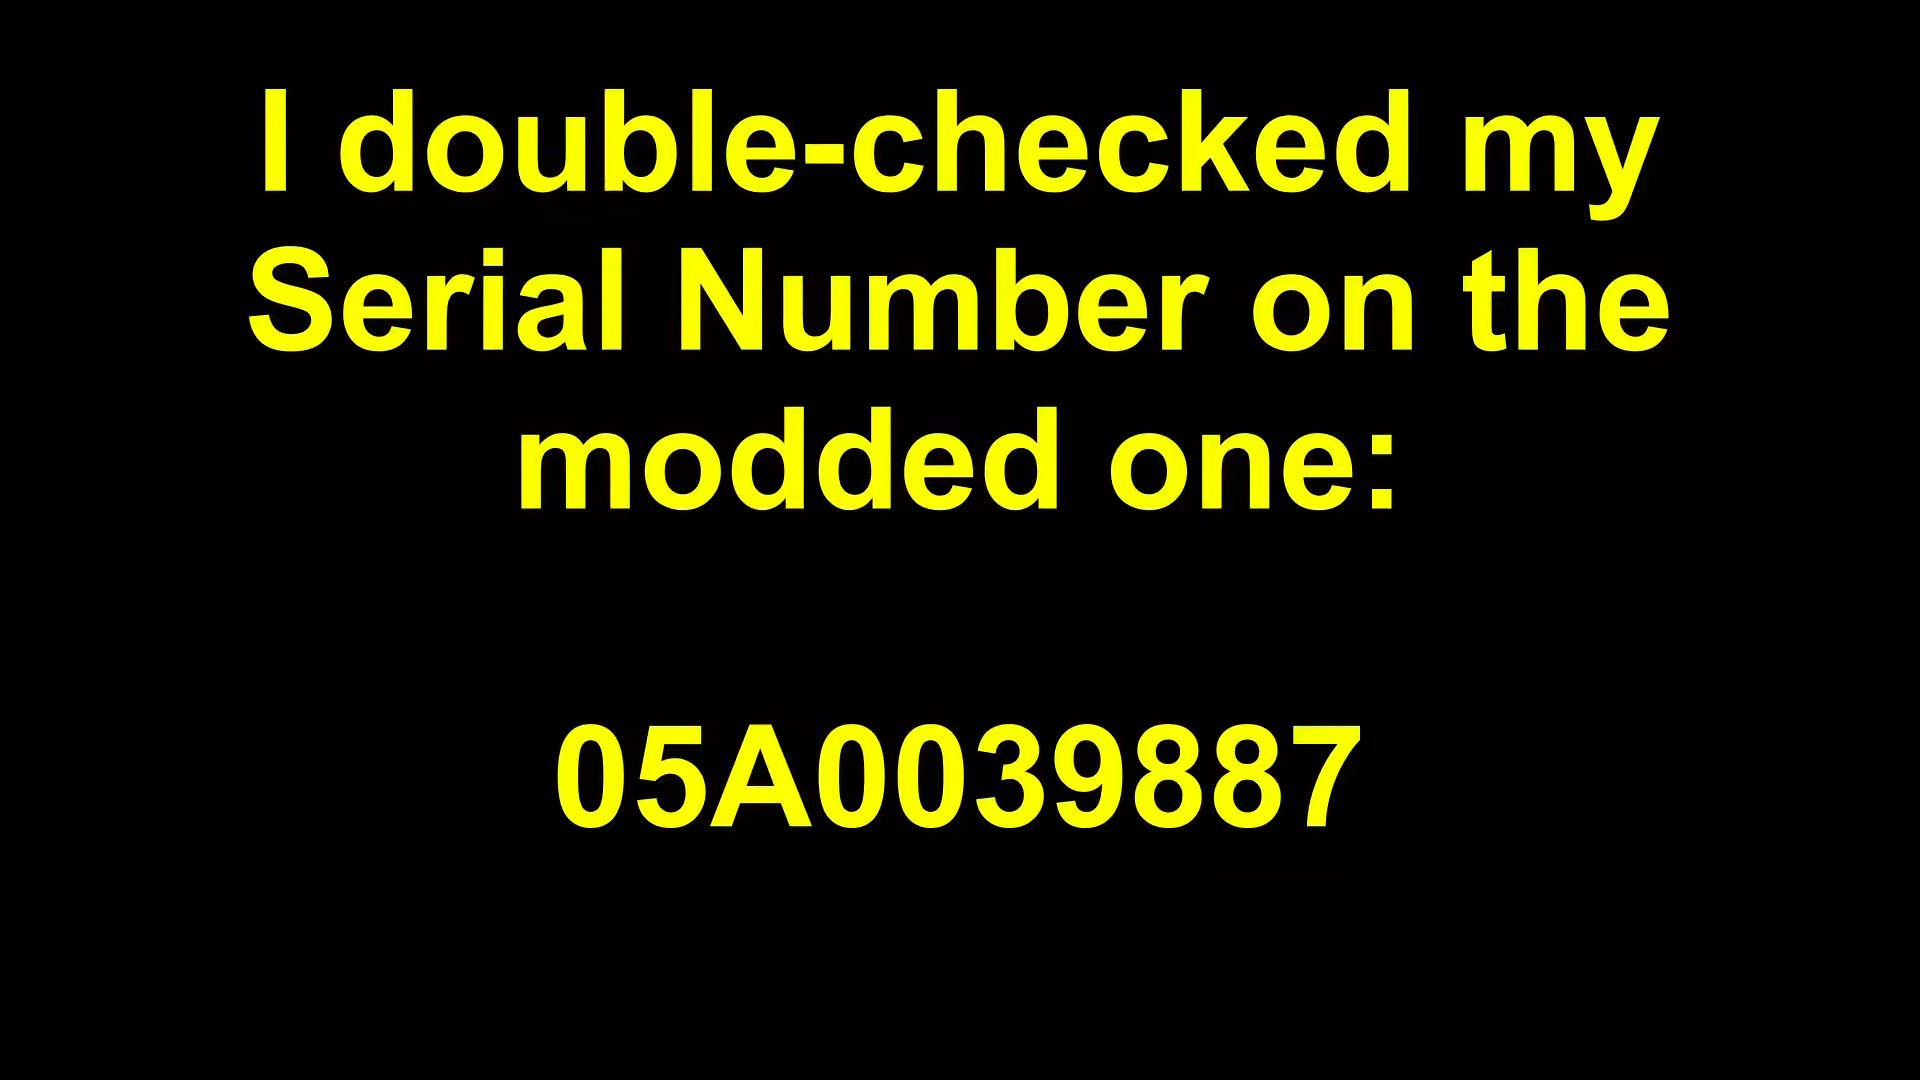 I double-checked my
Serial Number on the
modded one:
05A0039887